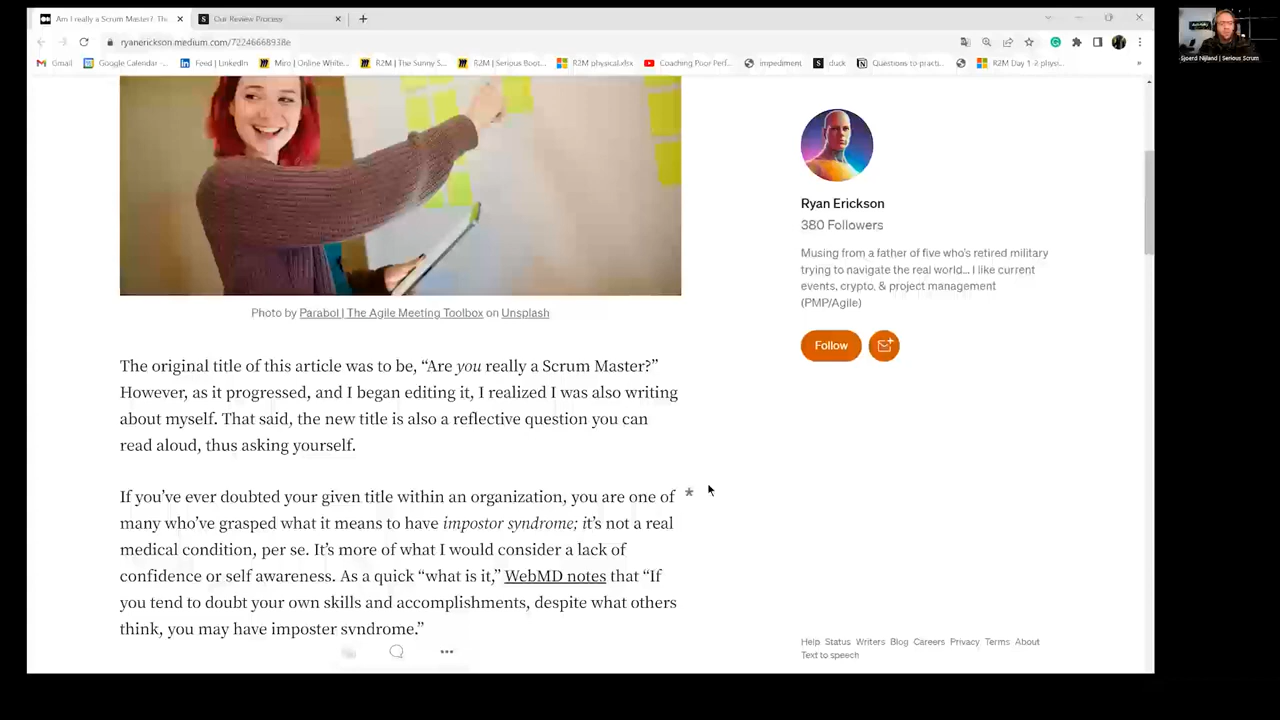 Am I really a Scrum Master?
Our Review Process
ryanerickson.medium.com/72246668938e
Gmail
Google Calendar -...
Feed | LinkedIn
Miro | Online White...
R2M | The Sunny S...
R2M | Serious Boot...
R2M physical.xlsx
Coaching Poor Perf...
impediment
duck
Questions to practi...
R2M Day 1-2 physi...
»
Sjoerd Nijland | Serious Scrum
Ryan Erickson
380 Followers
Musing from a father of five who's retired military
trying to navigate the real world... I like current
events, crypto, & project management
(PMP/Agile)
Follow
Photo by Parabol | The Agile Meeting Toolbox on Unsplash
The original title of this article was to be, “Are you really a Scrum Master?”
However, as it progressed, and I began editing it, I realized I was also writing
about myself. That said, the new title is also a reflective question you can
read aloud, thus asking yourself.
If you’ve ever doubted your given title within an organization, you are one of *
many who’ve grasped what it means to have impostor syndrome; it’s not a real
medical condition, per se. It’s more of what I would consider a lack of
confidence or self awareness. As a quick “what is it,” WebMD notes that “If
you tend to doubt your own skills and accomplishments, despite what others
think, you may have imposter syndrome.”
Help Status Writers Blog Careers Privacy Terms About
Text to speech